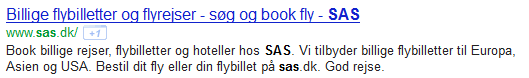 Billige flybilletter og flyrejser - søg og book fly - SAS
www.sas.dk/ +1
Book billige rejser, flybilletter og hoteller hos SAS. Vi tilbyder billige flybilletter til Europa,
Asien og USA. Bestil dit fly eller din flybillet på sas.dk. God rejse.